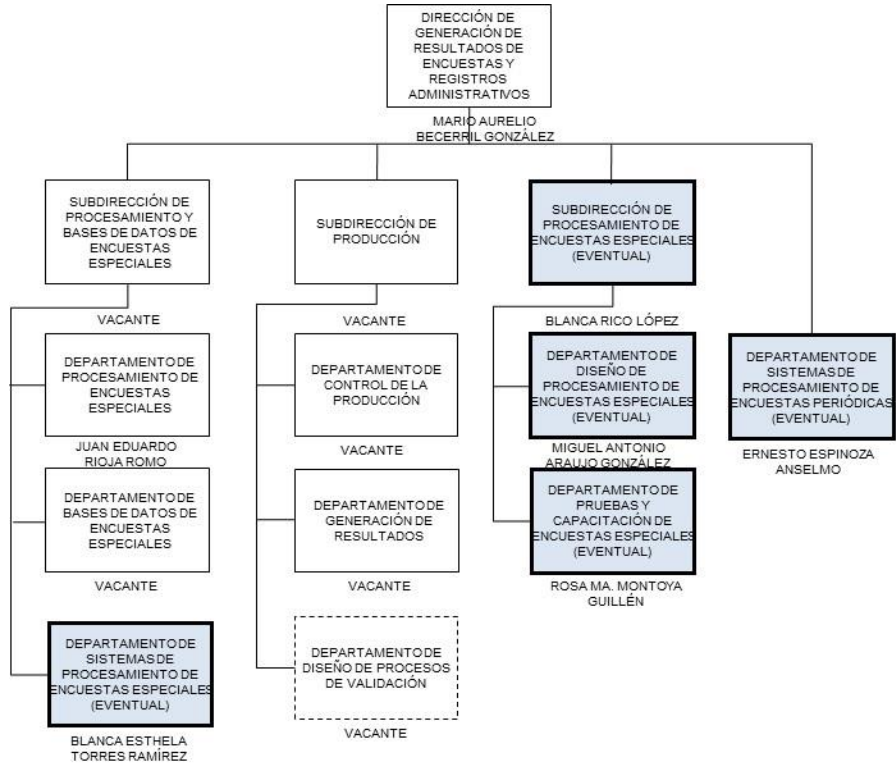 DIRECCIÓN DE
GENERACIÓN DE
RESULTADOS DE
ENCUESTAS Y
REGISTROS
ADMINISTRATIVOS
MARIO AURELIO
BECERRIL GONZÁLEZ
SUBDIRECCIÓN DE
PROCESAMIENTO Y
BASES DE DATOS DE
ENCUESTAS
ESPECIALES
VACANTE
DEPARTAMENTO DE
PROCESAMIENTO DE
ENCUESTAS
ESPECIALES
JUAN EDUARDO
RIOJA ROMO
DEPARTAMENTO DE
BASES DE DATOS DE
ENCUESTAS
ESPECIALES
VACANTE
DEPARTAMENTO DE
SISTEMAS DE
PROCESAMIENTO DE
ENCUESTAS ESPECIALES
(EVENTUAL)
BLANCA ESTHELA
TORRES RAMÍREZ
SUBDIRECCIÓN DE
PRODUCCIÓN
VACANTE
DEPARTAMENTO DE
CONTROL DE LA
PRODUCCIÓN
VACANTE
DEPARTAMENTO DE
GENERACIÓN DE
RESULTADOS
VACANTE
DEPARTAMENTO DE
DISEÑO DE PROCESOS
DE VALIDACIÓN
VACANTE
SUBDIRECCIÓN DE
PROCESAMIENTO DE
ENCUESTAS ESPECIALES
(EVENTUAL)
BLANCA RICO LÓPEZ
DEPARTAMENTO DE
DISEÑO DE
PROCESAMIENTO DE
ENCUESTAS ESPECIALES
(EVENTUAL)
MIGUEL ANTONIO
ARAUJO GONZÁLEZ
DEPARTAMENTO DE
PRUEBAS Y
CAPACITACIÓN DE
ENCUESTAS ESPECIALES
(EVENTUAL)
ROSA MA. MONTOYA
GUILLÉN
DEPARTAMENTO DE
SISTEMAS DE
PROCESAMIENTO DE
ENCUESTAS PERIÓDICAS
(EVENTUAL)
ERNESTO ESPINOZA
ANSELMO